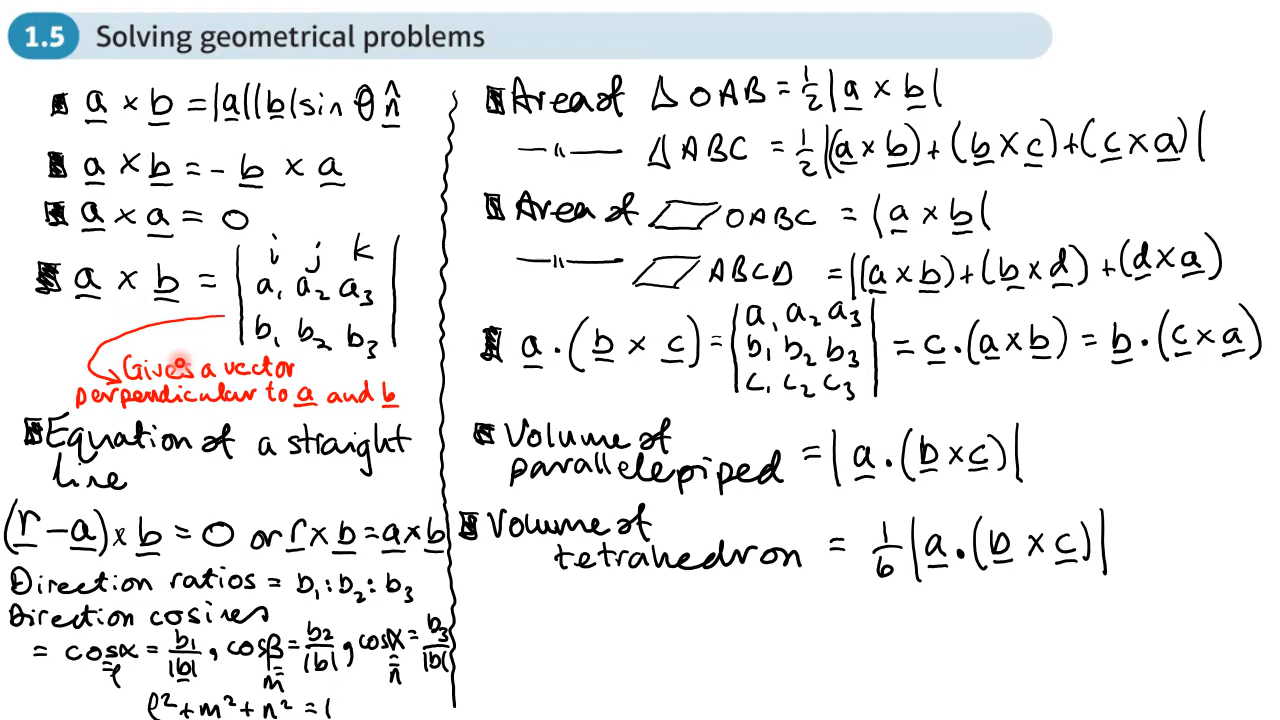 1.5 Solving geometrical problems
a × b = |a||b| sin θ n̂
a × b = - b × a
a × a = 0
a × b = | i j k |
| a₁ a₂ a₃ |
| b₁ b₂ b₃ |
Gives a vector
perpendicular to a and b
Equation of a straight
line
(r - a) × b = 0 or r × b = a × b
Direction ratios = b₁ : b₂ : b₃
Direction cosines
= cos α = b₁/|b| , cos β = b₂/|b| , cos γ = b₃/|b|
= l = m = n
l² + m² + n² = 1
Area of △ OAB = ½ |a × b|
—〃— △ ABC = ½ |(a × b) + (b × c) + (c × a)|
Area of ▱ OABC = |a × b|
—〃— ▱ ABCD = |(a × b) + (b × d) + (d × a)
a . (b × c) = | a₁ a₂ a₃ | = c . (a × b) = b . (c × a)
| b₁ b₂ b₃ |
| c₁ c₂ c₃ |
Volume of
parallelepiped = |a . (b × c)|
Volume of
tetrahedron = 1/6 |a . (b × c)|